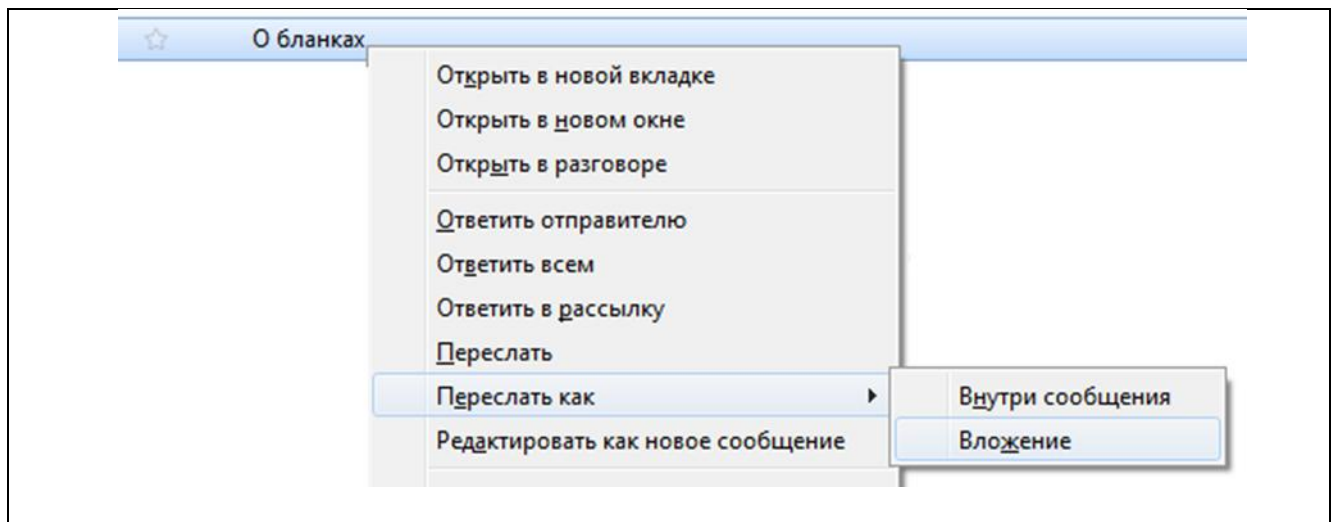 О бланках
Открыть в новой вкладке
Открыть в новом окне
Открыть в разговоре
Ответить отправителю
Ответить всем
Ответить в рассылку
Переслать
Переслать как
Внутри сообщения
Редактировать как новое сообщение
Вложение